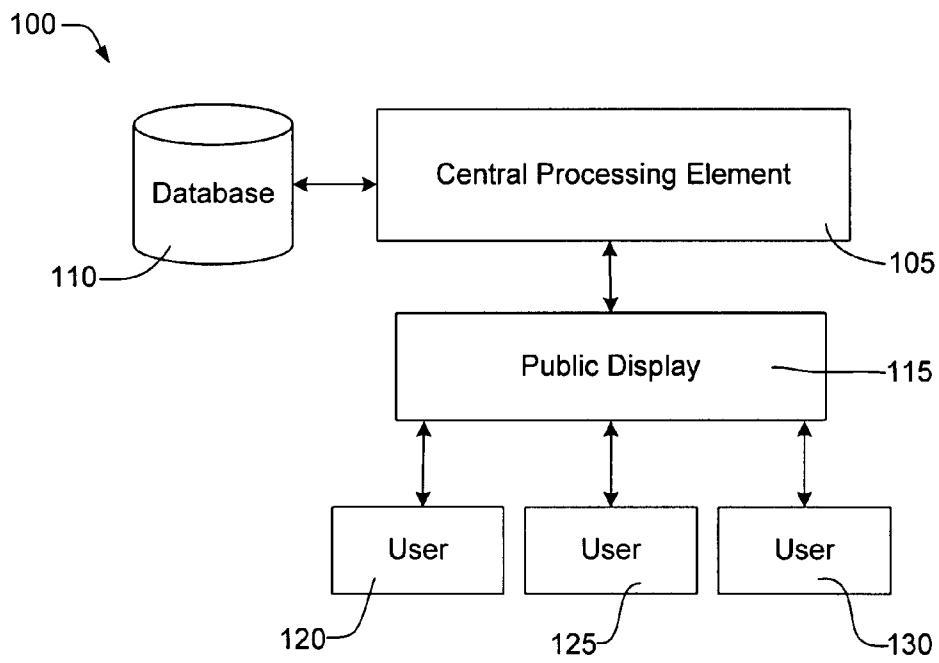 100
Database
Central Processing Element
110
105
Public Display
115
User
User
User
120
125
130